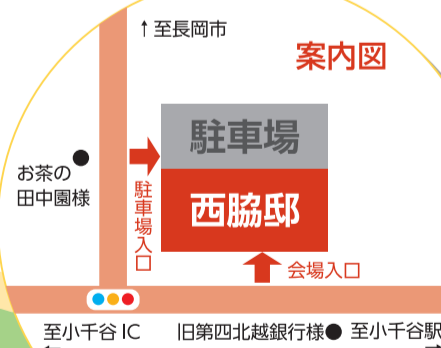 ↑至長岡市
案内図
駐車場
お茶の
田中園様
駐車場入口
西脇邸
会場入口
至小千谷IC
旧第四北越銀行様●
至小千谷駅